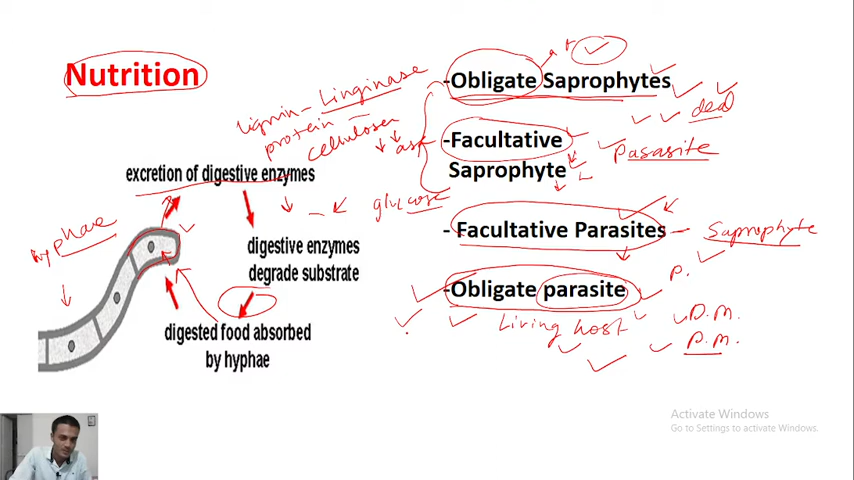 Nutrition
-Obligate Saprophytes
dead
lignin - Linginase
protein
cellulosen
-Facultative
Saprophyte
Parasite
excretion of digestive enzymes
glucose
hyphae
- Facultative Parasites - Saprophyte
digestive enzymes
degrade substrate
P.
-Obligate parasite
Living host
D.M.
P.M.
digested food absorbed
by hyphae
Activate Windows
Go to Settings to activate Windows.